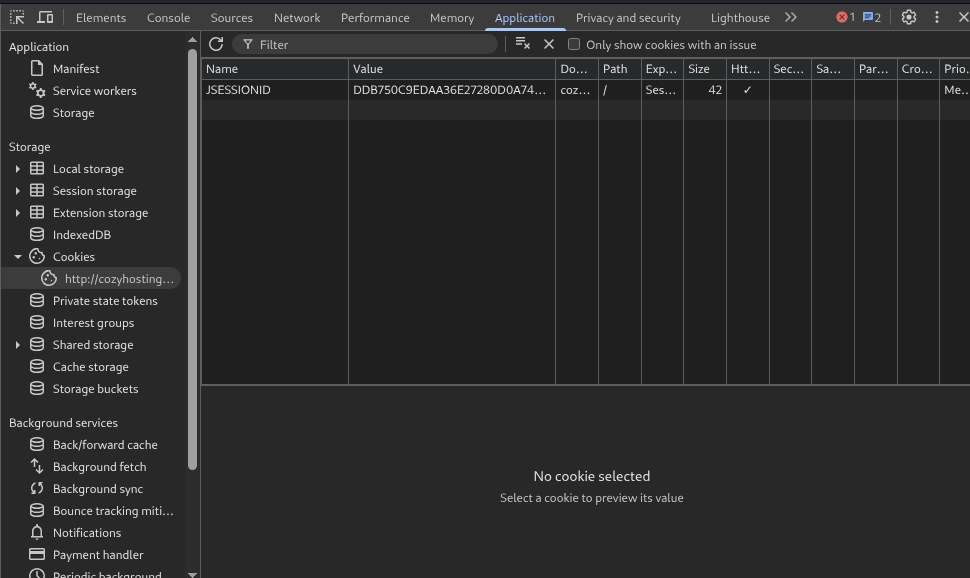 Elements Console Sources Network Performance Memory Application Privacy and security Lighthouse 1 2
Application
Manifest
Service workers
Storage
Storage
Local storage
Session storage
Extension storage
IndexedDB
Cookies
http://cozyhosting...
Private state tokens
Interest groups
Shared storage
Cache storage
Storage buckets
Background services
Back/forward cache
Background fetch
Background sync
Bounce tracking miti...
Notifications
Payment handler
Periodic background
Filter Only show cookies with an issue
Name Value Do... Path Exp... Size Htt... Sec... Sa... Par... Cro... Prio...
JSESSIONID DDB750C9EDAA36E27280D0A74... coz... / Ses... 42 ✓ Me...
No cookie selected
Select a cookie to preview its value